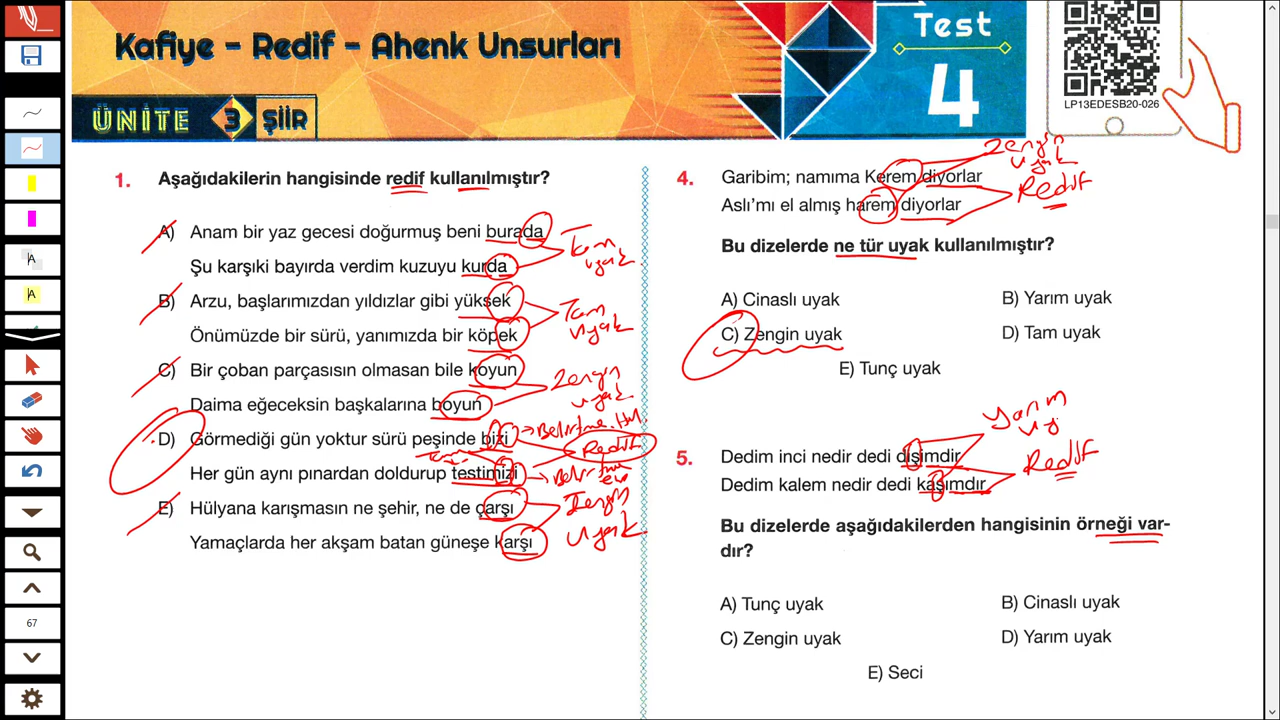 Kafiye – Redif – Ahenk Unsurları
Test
4
ÜNİTE 3 ŞİİR
LP13EDESB20-026
A
A
67
1. Aşağıdakilerin hangisinde redif kullanılmıştır?
A) Anam bir yaz gecesi doğurmuş beni burada
Şu karşıki bayırda verdim kuzuyu kurda
Tam uyak
B) Arzu, başlarımızdan yıldızlar gibi yüksek
Önümüzde bir sürü, yanımızda bir köpek
Tam uyak
C) Bir çoban parçasısın olmasan bile koyun
Daima eğeceksin başkalarına boyun
Zengin uyak
D) Görmediği gün yoktur sürü peşinde bizi
Her gün aynı pınardan doldurup testimizi
Redif
E) Hülyana karışmasın ne şehir, ne de çarşı
Yamaçlarda her akşam batan güneşe karşı
Zengin uyak
4. Garibim; namıma Kerem diyorlar
Aslı'mı el almış harem diyorlar
Zengin uyak
Redif
Bu dizelerde ne tür uyak kullanılmıştır?
A) Cinaslı uyak
B) Yarım uyak
C) Zengin uyak
D) Tam uyak
E) Tunç uyak
5. Dedim inci nedir dedi dişimdir
Dedim kalem nedir dedi kaşımdır
Yarım
Redif
Bu dizelerde aşağıdakilerden hangisinin örneği var-
dır?
A) Tunç uyak
B) Cinaslı uyak
C) Zengin uyak
D) Yarım uyak
E) Seci